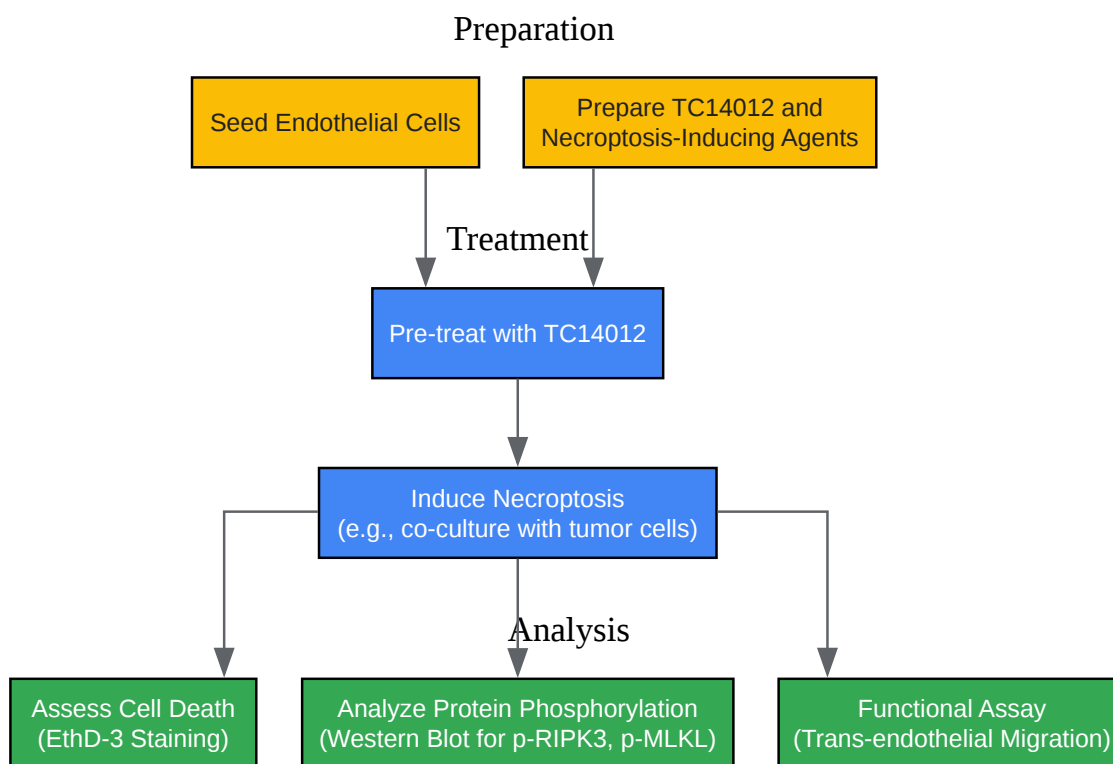 Preparation
Seed Endothelial Cells
Prepare TC14012 and
Necroptosis-Inducing Agents
Treatment
Pre-treat with TC14012
Induce Necroptosis
(e.g., co-culture with tumor cells)
Analysis
Assess Cell Death
(EthD-3 Staining)
Analyze Protein Phosphorylation
(Western Blot for p-RIPK3, p-MLKL)
Functional Assay
(Trans-endothelial Migration)